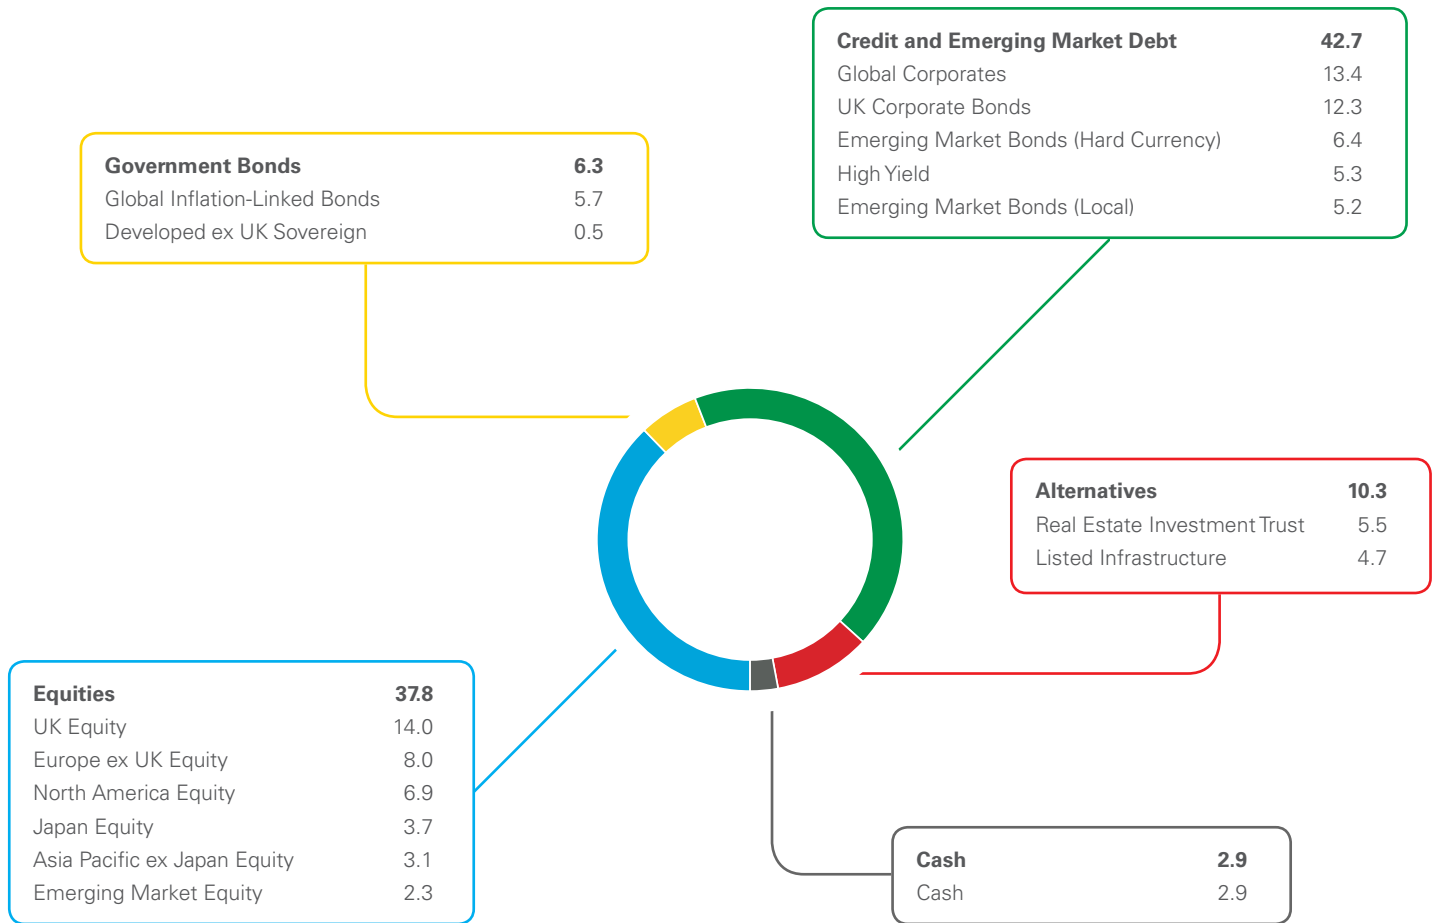 Credit and Emerging Market Debt 42.7
Global Corporates 13.4
UK Corporate Bonds 12.3
Emerging Market Bonds (Hard Currency) 6.4
High Yield 5.3
Emerging Market Bonds (Local) 5.2
Government Bonds 6.3
Global Inflation-Linked Bonds 5.7
Developed ex UK Sovereign 0.5
Alternatives 10.3
Real Estate Investment Trust 5.5
Listed Infrastructure 4.7
Equities 37.8
UK Equity 14.0
Europe ex UK Equity 8.0
North America Equity 6.9
Japan Equity 3.7
Asia Pacific ex Japan Equity 3.1
Emerging Market Equity 2.3
Cash 2.9
Cash 2.9